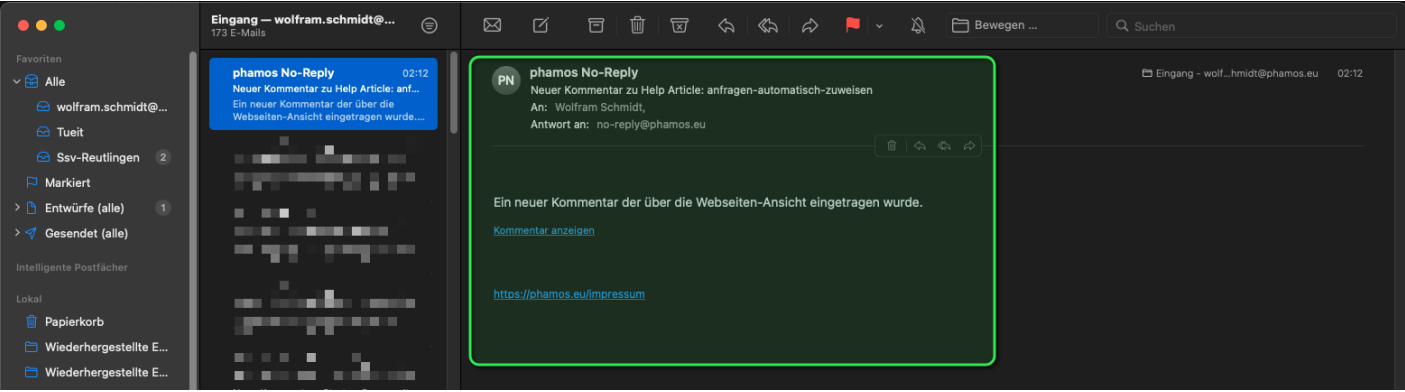 Eingang — wolfram.schmidt@...
173 E-Mails
Bewegen ...
Suchen
Favoriten
Alle
wolfram.schmidt@...
Tueit
Ssv-Reutlingen 2
Markiert
Entwürfe (alle) 1
Gesendet (alle)
Intelligente Postfächer
Lokal
Papierkorb
Wiederhergestellte E...
Wiederhergestellte E...
phamos No-Reply 02:12
Neuer Kommentar zu Help Article: anf...
Ein neuer Kommentar der über die
Webseiten-Ansicht eingetragen wurde....
PN
phamos No-Reply
Neuer Kommentar zu Help Article: anfragen-automatisch-zuweisen
An: Wolfram Schmidt,
Antwort an: no-reply@phamos.eu
Eingang - wolf...hmidt@phamos.eu 02:12
Ein neuer Kommentar der über die Webseiten-Ansicht eingetragen wurde.
Kommentar anzeigen
https://phamos.eu/impressum